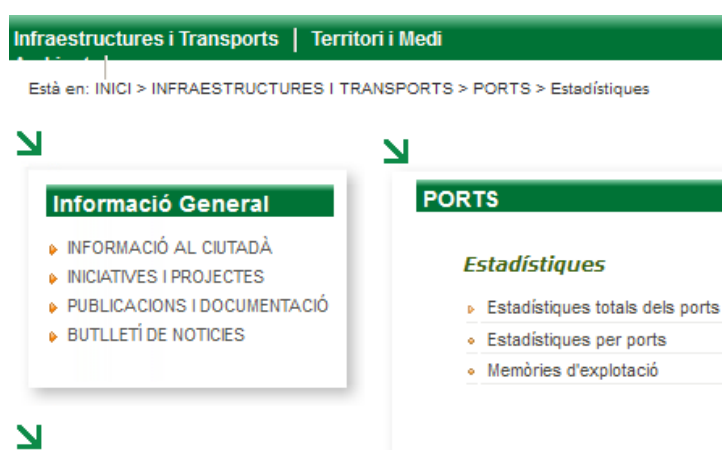 Infraestructures i Transports | Territori i Medi
Està en: INICI > INFRAESTRUCTURES I TRANSPORTS > PORTS > Estadístiques
Informació General
INFORMACIÓ AL CIUTADÀ
INICIATIVES I PROJECTES
PUBLICACIONS I DOCUMENTACIÓ
BUTLLETÍ DE NOTICIES
PORTS
Estadístiques
Estadístiques totals dels ports
Estadístiques per ports
Memòries d'explotació